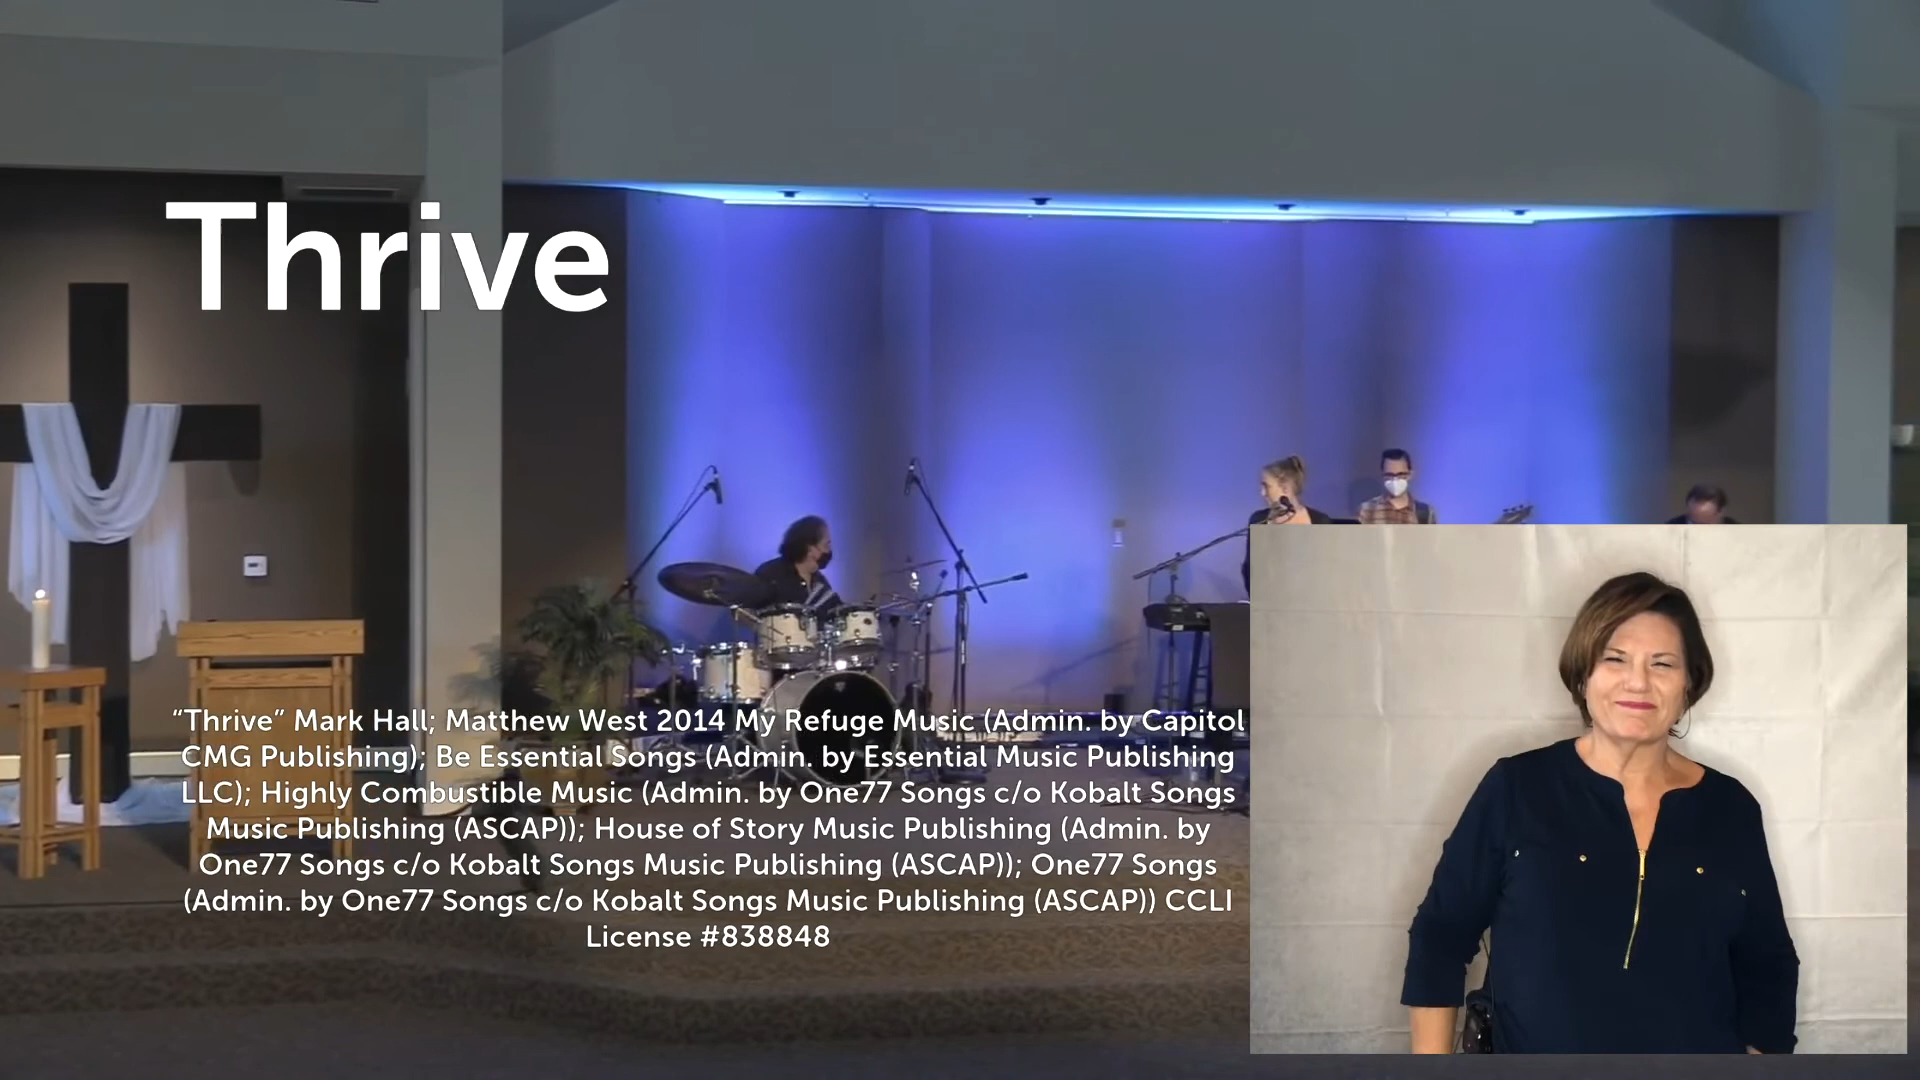 Thrive
“Thrive” Mark Hall; Matthew West 2014 My Refuge Music (Admin. by Capitol
CMG Publishing); Be Essential Songs (Admin. by Essential Music Publishing
LLC); Highly Combustible Music (Admin. by One77 Songs c/o Kobalt Songs
Music Publishing (ASCAP)); House of Story Music Publishing (Admin. by
One77 Songs c/o Kobalt Songs Music Publishing (ASCAP)); One77 Songs
(Admin. by One77 Songs c/o Kobalt Songs Music Publishing (ASCAP)) CCLI
License #838848